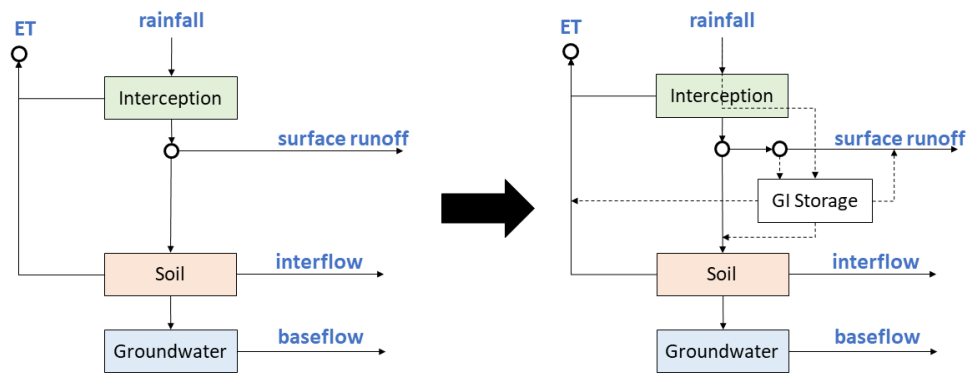 ET
rainfall
Interception
surface runoff
Soil
interflow
Groundwater
baseflow
ET
rainfall
Interception
surface runoff
GI Storage
Soil
interflow
Groundwater
baseflow